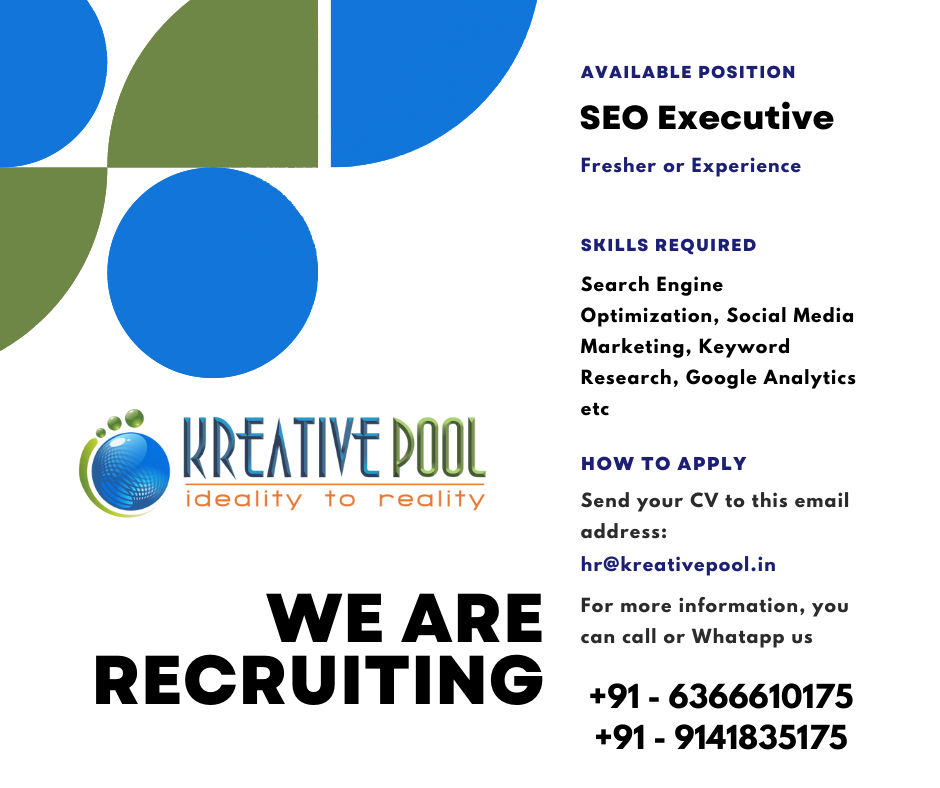 AVAILABLE POSITION
SEO Executive
Fresher or Experience
SKILLS REQUIRED
Search Engine
Optimization, Social Media
Marketing, Keyword
Research, Google Analytics
etc
HOW TO APPLY
Send your CV to this email
address:
hr@kreativepool.in
For more information, you
can call or Whatapp us
+91 - 6366610175
+91 - 9141835175
KREATIVE POOL
ideality to reality
WE ARE
RECRUITING